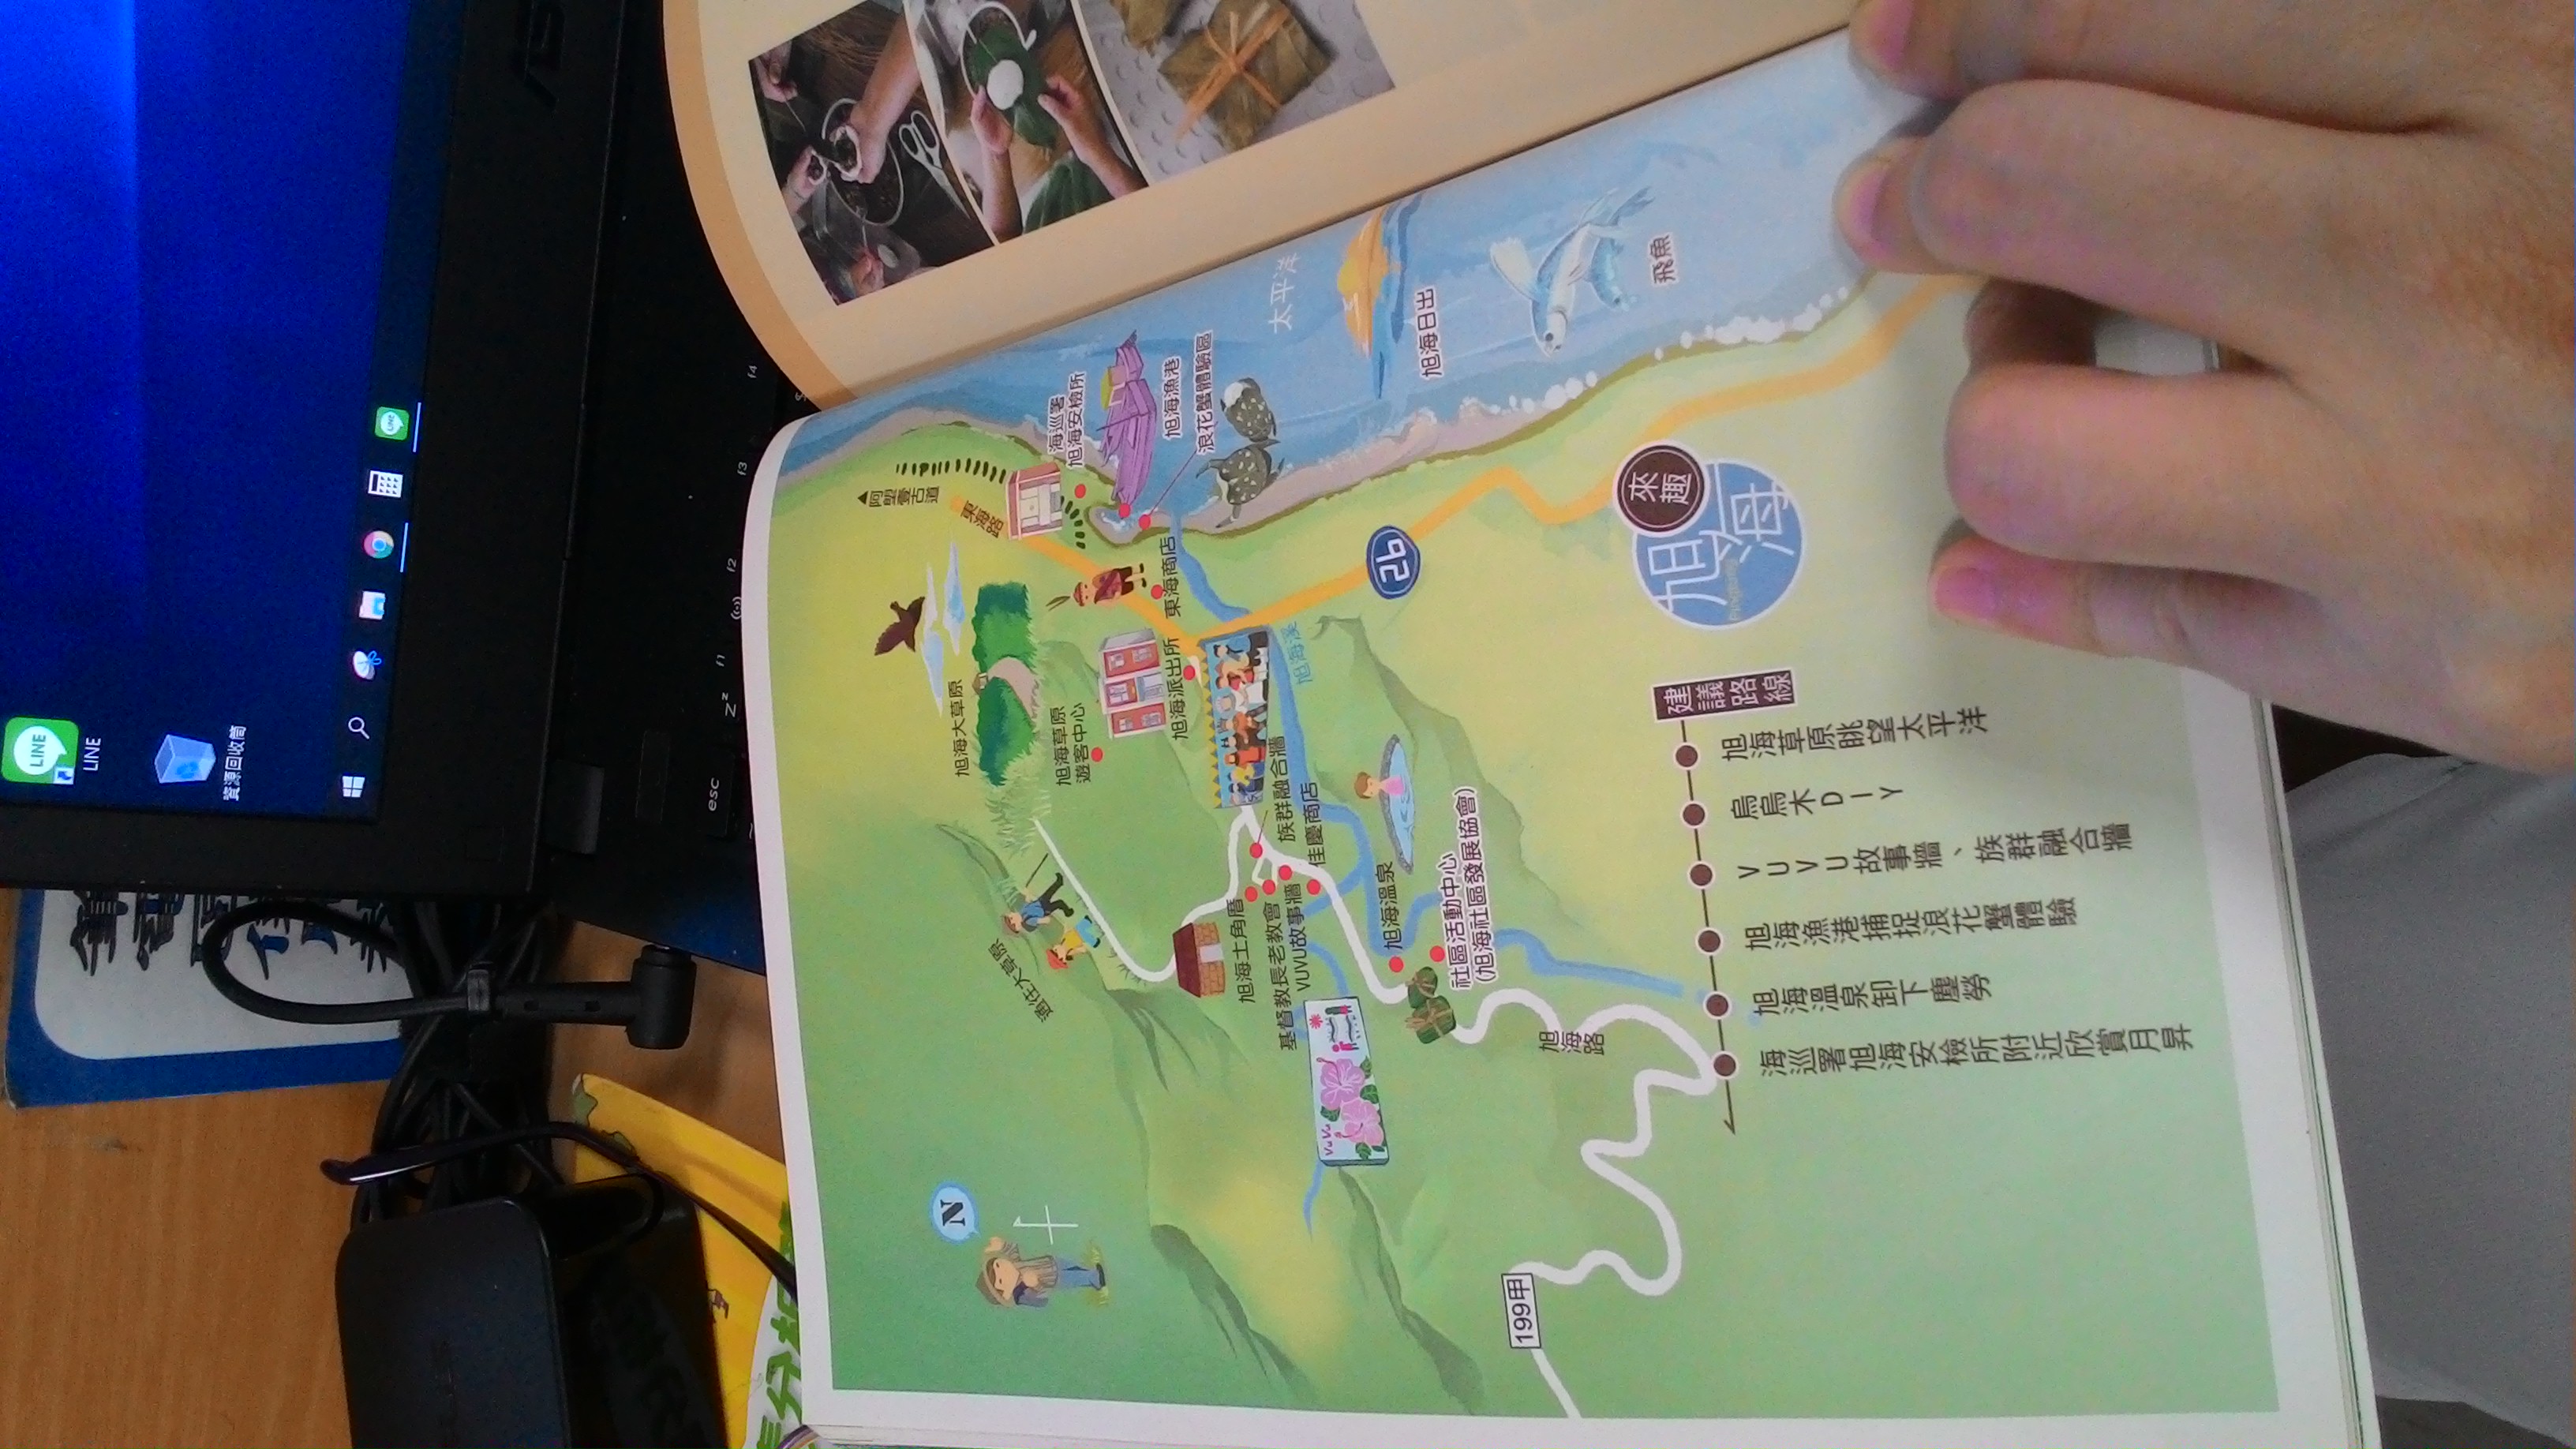 LINE
LINE
資源回收筒
筆電區使用
esc
f1
f2
f3
f4
N
阿塱壹古道
東海路
旭海大草原
通往大草原
旭海草原
遊客中心
海巡署
旭海安檢所
旭海派出所
東海商店
旭海漁港
浪花蟹體驗區
旭海土角厝
基督教長老教會
VUVU故事牆
族群融合牆
佳慶商店
旭海溪
太平洋
VuVu
旭海溫泉
26
旭海日出
社區活動中心
(旭海社區發展協會)
199甲
旭海路
飛魚
來趣
旭海
建議路線
旭海草原眺望太平洋
烏烏木DIY
VUVU故事牆、族群融合牆
旭海漁港捕捉浪花蟹體驗
旭海溫泉卸下塵勞
海巡署旭海安檢所附近欣賞月昇